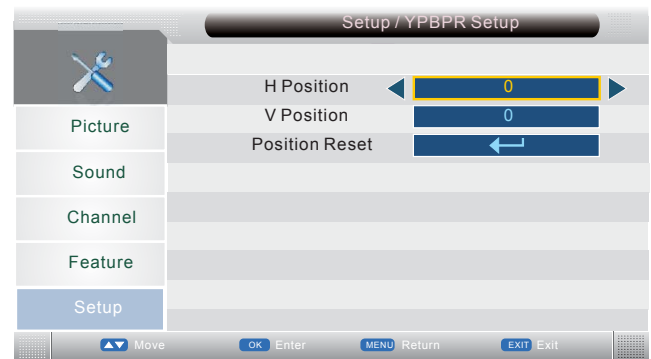 Setup / YPBPR Setup
H Position 0
V Position 0
Position Reset
Picture
Sound
Channel
Feature
Setup
Move OK Enter MENU Return EXIT Exit